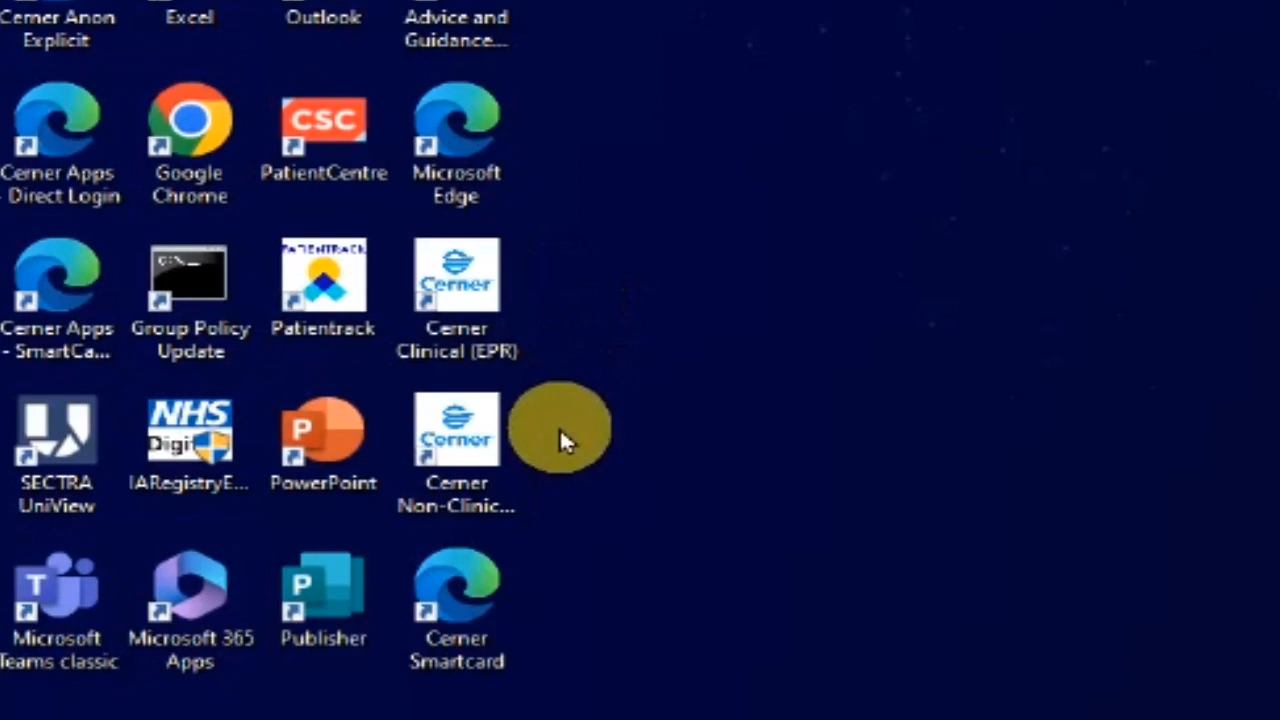 Cerner Anon
Explicit
Excel
Outlook
Advice and
Guidance...
Cerner Apps
- Direct Login
Google
Chrome
CSC
PatientCentre
Microsoft
Edge
Cerner Apps
- SmartCa...
C:\._
Group Policy
Update
PATIENTRACK
Patientrack
Cerner
Cerner
Clinical (EPR)
SECTRA
UniView
NHS
Digi
IARegistryE...
P
PowerPoint
Cerner
Cerner
Non-Clinic...
T
Microsoft
Teams classic
Microsoft 365
Apps
P
Publisher
Cerner
Smartcard